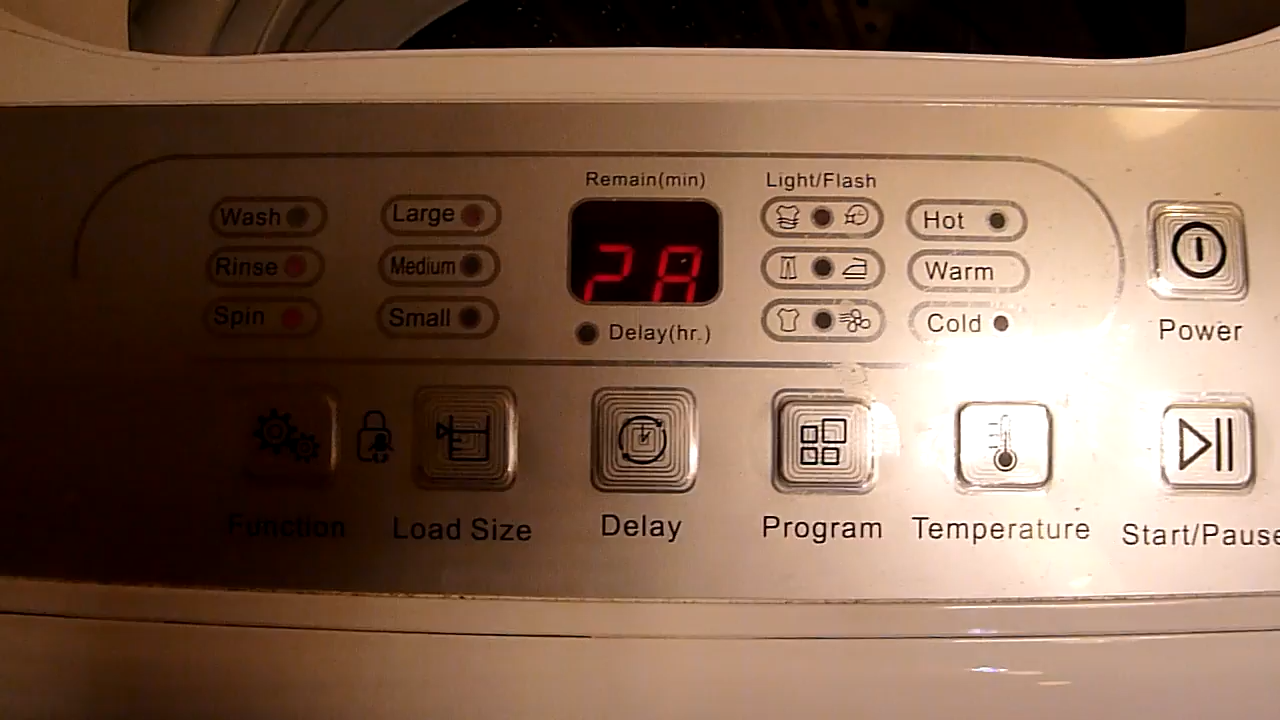 Remain(min)
Light/Flash
Wash
Large
Hot
Rinse
Medium
Warm
Spin
Small
Delay(hr.)
Cold
Power
Function
Load Size
Delay
Program
Temperature
Start/Pause